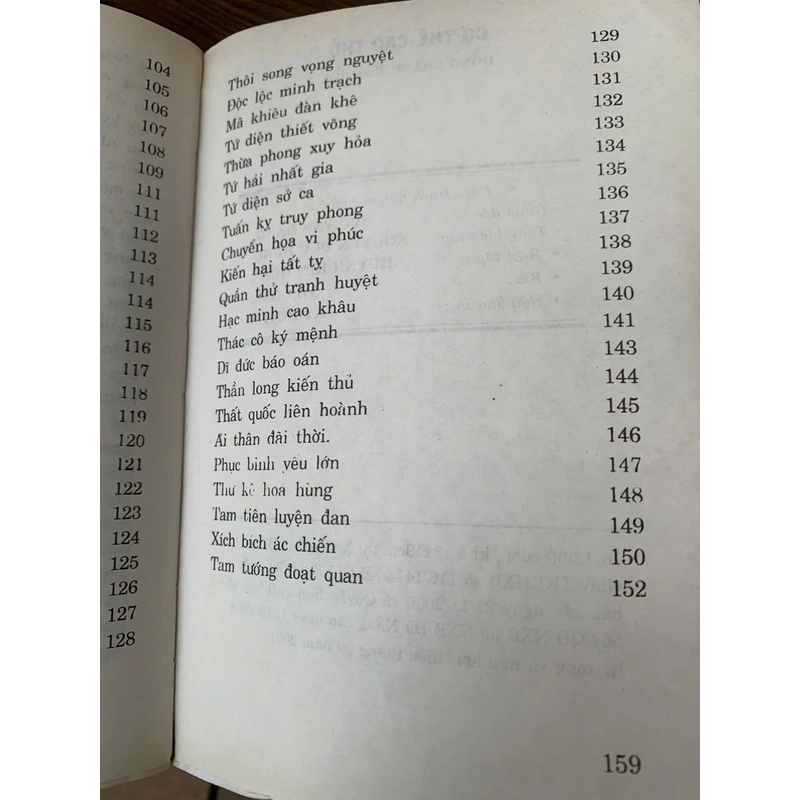 104
105
106
107
108
109
111
111
112
113
114
114
115
116
117
118
119
120
121
122
123
124
125
126
127
128
Thôi song vọng nguyệt 129
Độc lộc minh trạch 130
Mã khiêu đàn khê 131
Tứ diện thiết võng 132
Thừa phong xuy hỏa 133
Tứ hải nhất gia 134
Tứ diện sở ca 135
Tuấn kỵ truy phong 136
Chuyển họa vi phúc 137
Kiến hại tất tỵ 138
Quần thử tranh huyệt 139
Hạc minh cao khâu 140
Thác cô ký mệnh 141
Dĩ đức báo oán 143
Thần long kiến thủ 144
Thất quốc liên hoành 145
Ái thân đãi thời. 146
Phục binh yêu lớn 147
Thư kê hoá hùng 148
Tam tiên luyện đan 149
Xích bích ác chiến 150
Tam tướng đoạt quan 152
159